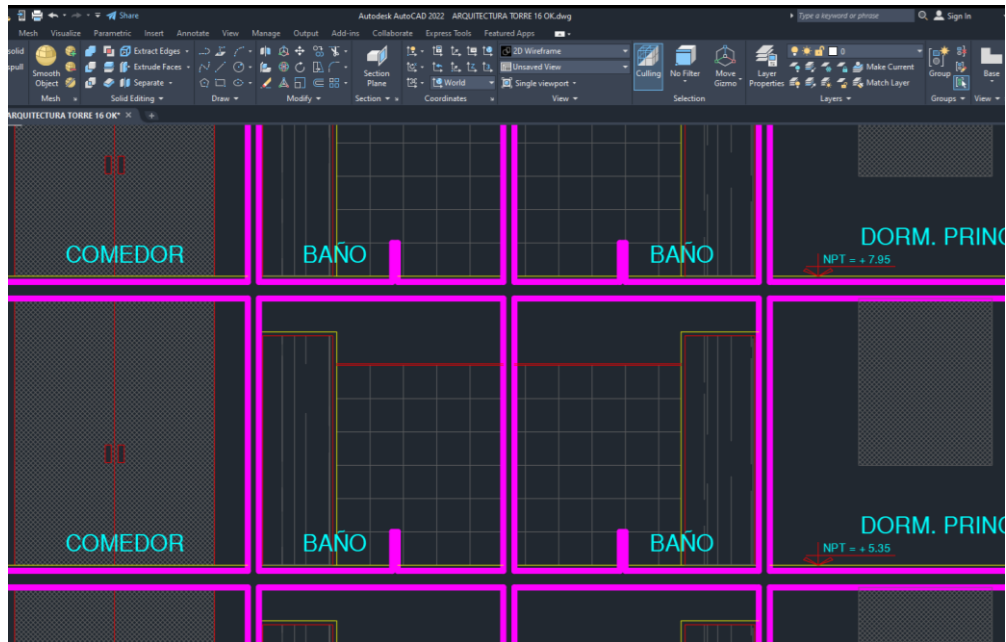 Share
Autodesk AutoCAD 2022 ARQUITECTURA TORRE 16 OK.dwg
Type a keyword or phrase
Sign In
Mesh Visualize Parametric Insert Annotate View Manage Output Add-ins Collaborate Express Tools Featured Apps
solid
Extract Edges
2D Wireframe
0
pull
Extrude Faces
Unsaved View
Make Current
Smooth Object
Separate
Section Plane
World
Single viewport
Culling
No Filter
Move Gizmo
Layer Properties
Match Layer
Group
Base
Mesh
Solid Editing
Draw
Modify
Section
Coordinates
View
Selection
Layers
Groups
View
ARQUITECTURA TORRE 16 OK*
COMEDOR BAÑO BAÑO DORM. PRINC
NPT = + 7.95
COMEDOR BAÑO BAÑO DORM. PRINC
NPT = + 5.35